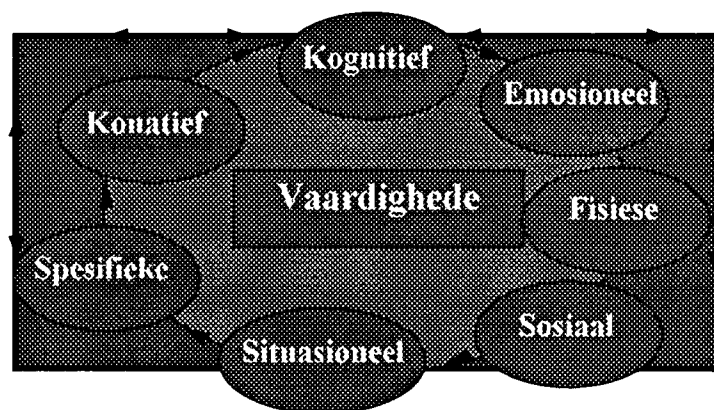 Kognitief
Emosioneel
Konatief
Vaardighede
Fisiese
Spesifieke
Sosiaal
Situasioneel